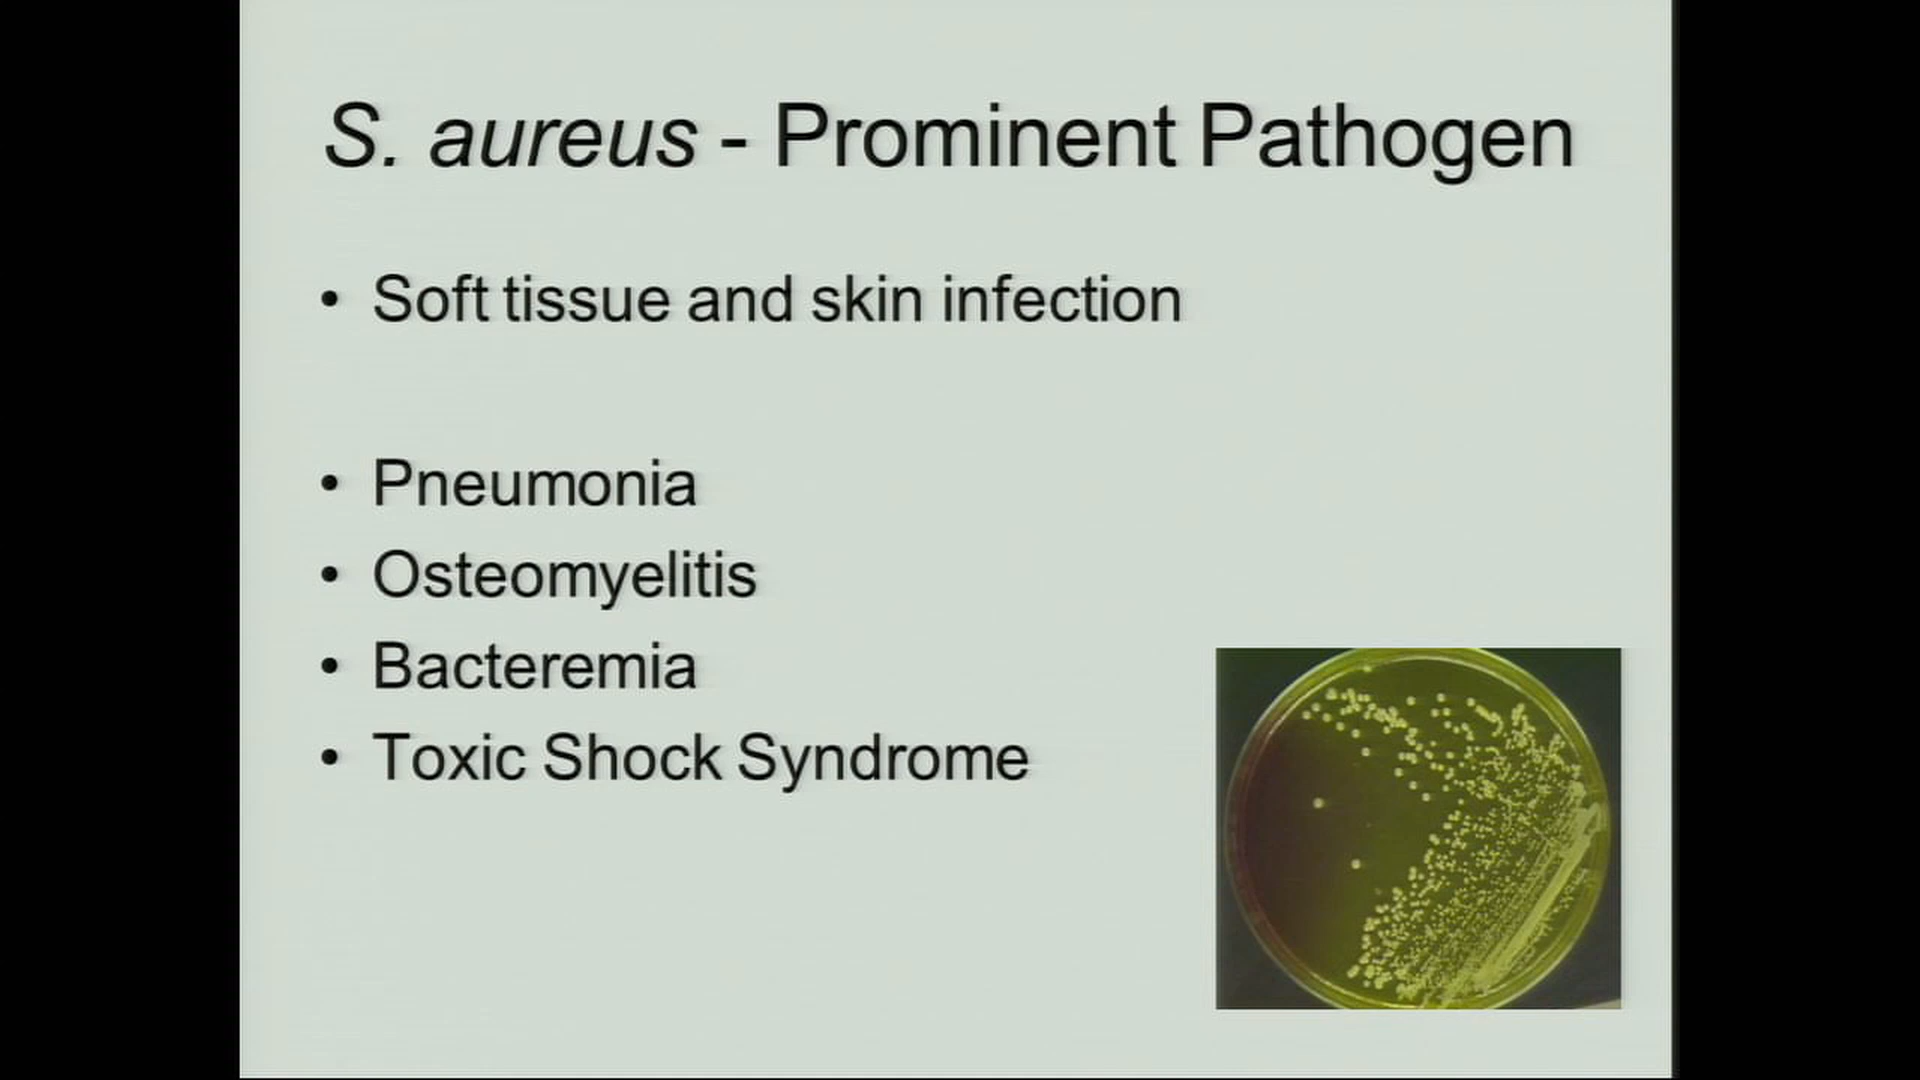 S. aureus - Prominent Pathogen
• Soft tissue and skin infection
• Pneumonia
• Osteomyelitis
• Bacteremia
• Toxic Shock Syndrome